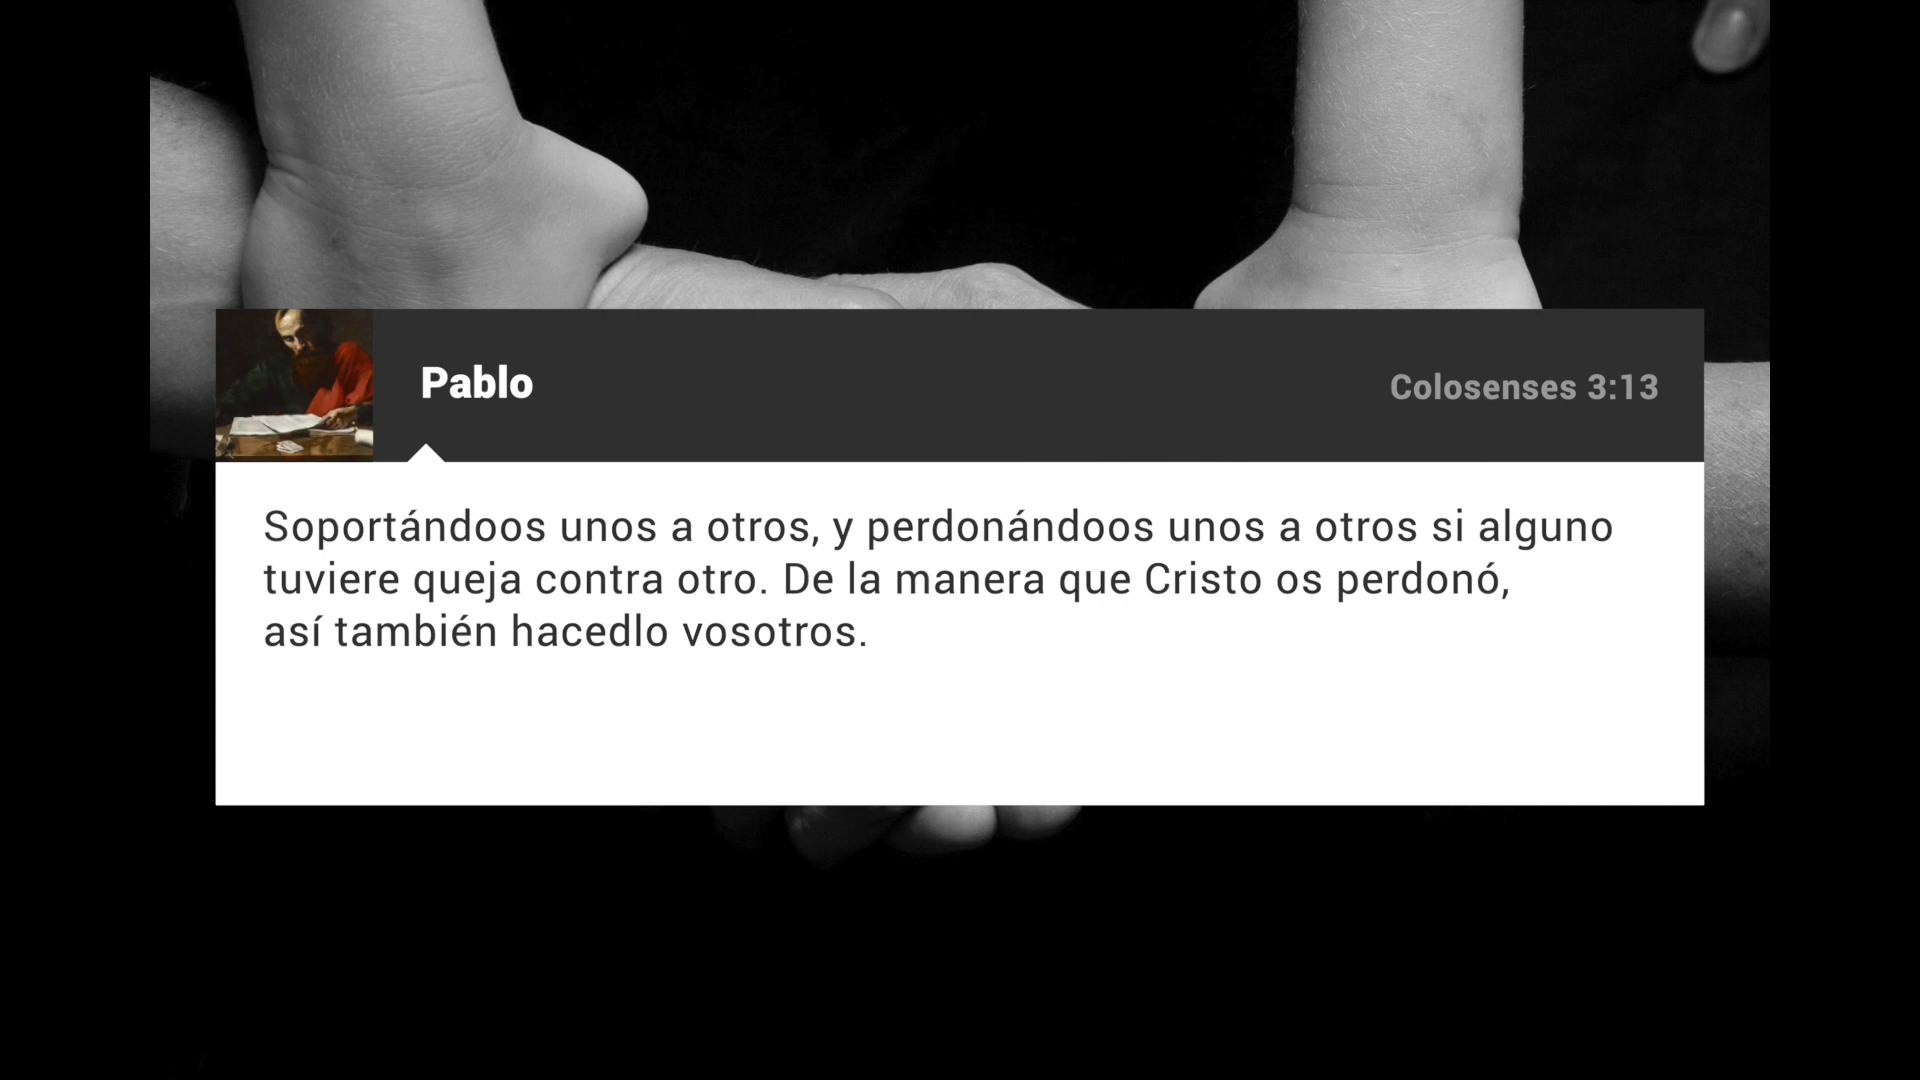 Pablo
Colosenses 3:13
Soportándoos unos a otros, y perdonándoos unos a otros si alguno
tuviere queja contra otro. De la manera que Cristo os perdonó,
así también hacedlo vosotros.